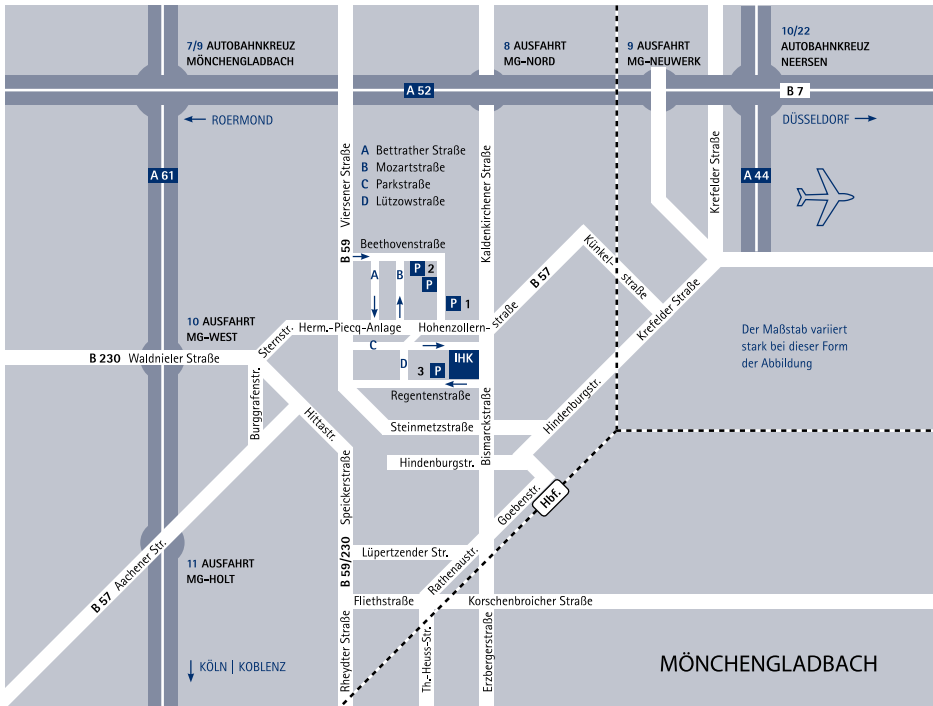 7/9 AUTOBAHNKREUZ
MÖNCHENGLADBACH
8 AUSFAHRT
MG-NORD
9 AUSFAHRT
MG-NEUWERK
10/22
AUTOBAHNKREUZ
NEERSEN
A 52
B 7
ROERMOND
DÜSSELDORF
A 61
A 44
A Bettrather Straße
B Mozartstraße
C Parkstraße
D Lützowstraße
Viersener Straße
B 59
Kaldenkirchener Straße
Krefelder Straße
Beethovenstraße
A
B
P 2
P
P 1
B 57
Künkel-
straße
Krefelder Straße
10 AUSFAHRT
MG-WEST
Sternstr.
Herm.-Piecq-Anlage
Hohenzollern-
straße
Der Maßstab variiert
stark bei dieser Form
der Abbildung
B 230 Waldnieler Straße
C
D
3
P
IHK
Regentenstraße
Burggrafenstr.
Hittastr.
Steinmetzstraße
Bismarckstraße
Hindenburgstr.
Hindenburgstr.
Speickerstraße
Goebenstr.
Hbf.
B 59/230
Lüpertzender Str.
Rathenaustr.
11 AUSFAHRT
MG-HOLT
B 57 Aachener Str.
Fliethstraße
Korschenbroicher Straße
Rheydter Straße
Th.-Heuss-Str.
Erzbergerstraße
KÖLN | KOBLENZ
MÖNCHENGLADBACH